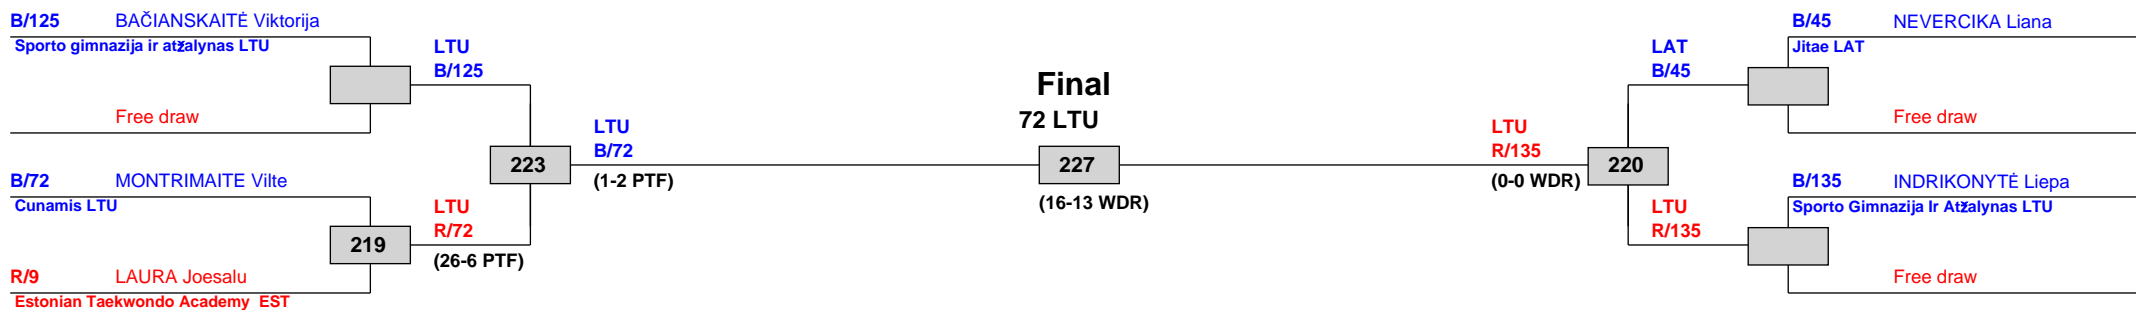 B/125 BAČIANSKAITĖ Viktorija
Sporto gimnazija ir atžalynas LTU
LTU
B/125
Free draw
B/72 MONTRIMAITE Vilte
Cunamis LTU
219
LTU
R/72
(26-6 PTF)
R/9 LAURA Joesalu
Estonian Taekwondo Academy EST
223
LTU
B/72
(1-2 PTF)
Final
72 LTU
227
(16-13 WDR)
LTU
R/135
(0-0 WDR)
220
LAT
B/45
LTU
R/135
B/45 NEVERCIKA Liana
Jitae LAT
Free draw
B/135 INDRIKONYTĖ Liepa
Sporto Gimnazija Ir Atžalynas LTU
Free draw